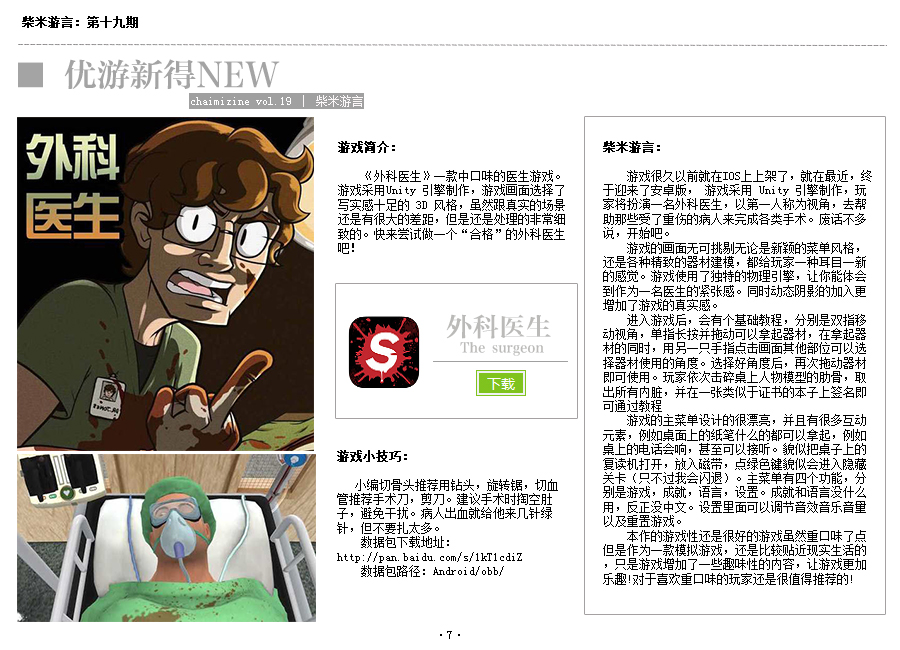 柴米游言：第十九期
优游新得NEW
chaimizine vol.19 | 柴米游言
外科
医生
游戏简介：
《外科医生》一款中口味的医生游戏。
游戏采用Unity 引擎制作，游戏画面选择了
写实感十足的 3D 风格，虽然跟真实的场景
还是有很大的差距，但是还是处理的非常细
致的。快来尝试做一个“合格”的外科医生
吧！
外科医生
The surgeon
下载
游戏小技巧：
小编切骨头推荐用钻头，旋转锯，切血
管推荐手术刀，剪刀。建议手术时掏空肚
子，避免干扰。病人出血就给他来几针绿
针，但不要扎太多。
数据包下载地址：
http://pan.baidu.com/s/1kT1cdiZ
数据包路径：Android/obb/
柴米游言：
游戏很久以前就在IOS上上架了，就在最近，终
于迎来了安卓版， 游戏采用 Unity 引擎制作，玩
家将扮演一名外科医生，以第一人称为视角，去帮
助那些受了重伤的病人来完成各类手术。废话不多
说，开始吧。
游戏的画面无可挑剔无论是新颖的菜单风格，
还是各种精致的器材建模，都给玩家一种耳目一新
的感觉。游戏使用了独特的物理引擎，让你能体会
到作为一名医生的紧张感。同时动态阴影的加入更
增加了游戏的真实感。
进入游戏后，会有个基础教程，分别是双指移
动视角，单指长按并拖动可以拿起器材，在拿起器
材的同时，用另一只手指点击画面其他部位可以选
择器材使用的角度。选择好角度后，再次拖动器材
即可使用。玩家依次击碎桌上人物模型的肋骨，取
出所有内脏，并在一张类似于证书的本子上签名即
可通过教程
游戏的主菜单设计的很漂亮，并且有很多互动
元素，例如桌面上的纸笔什么的都可以拿起，例如
桌上的电话会响，甚至可以接听。貌似把桌子上的
复读机打开，放入磁带，点绿色键貌似会进入隐藏
关卡（只不过我会闪退）。主菜单有四个功能，分
别是游戏，成就，语言，设置。成就和语言没什么
用，反正没中文。设置里面可以调节音效音乐音量
以及重置游戏。
本作的游戏性还是很好的游戏虽然重口味了点
但是作为一款模拟游戏，还是比较贴近现实生活的
，只是游戏增加了一些趣味性的内容，让游戏更加
乐趣!对于喜欢重口味的玩家还是很值得推荐的!
·7·